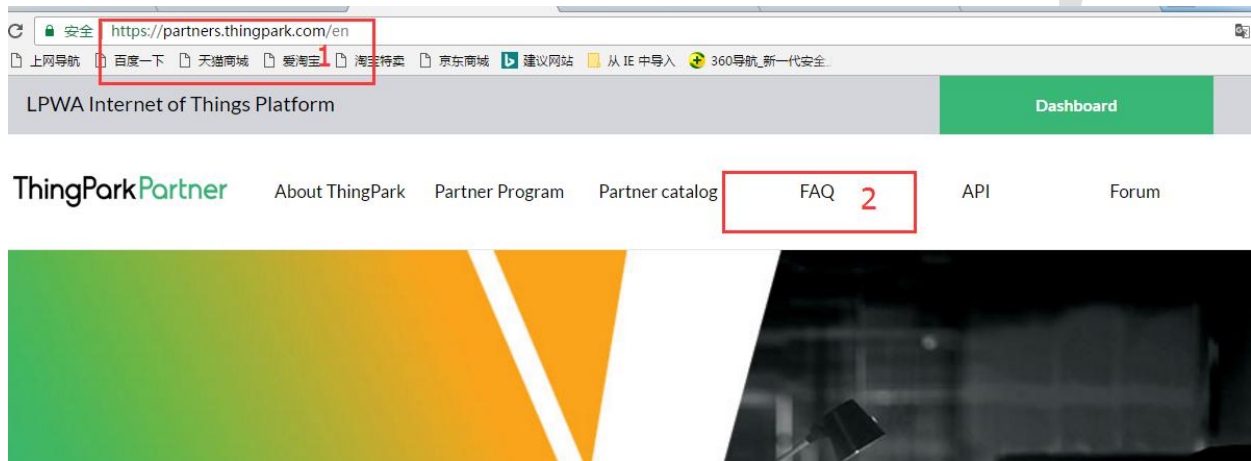 安全 https://partners.thingpark.com/en
1
上网导航 百度一下 天猫商城 爱淘宝 淘宝特卖 京东商城 建议网站 从 IE 中导入 360导航_新一代安全
LPWA Internet of Things Platform Dashboard
ThingPark Partner About ThingPark Partner Program Partner catalog FAQ 2 API Forum